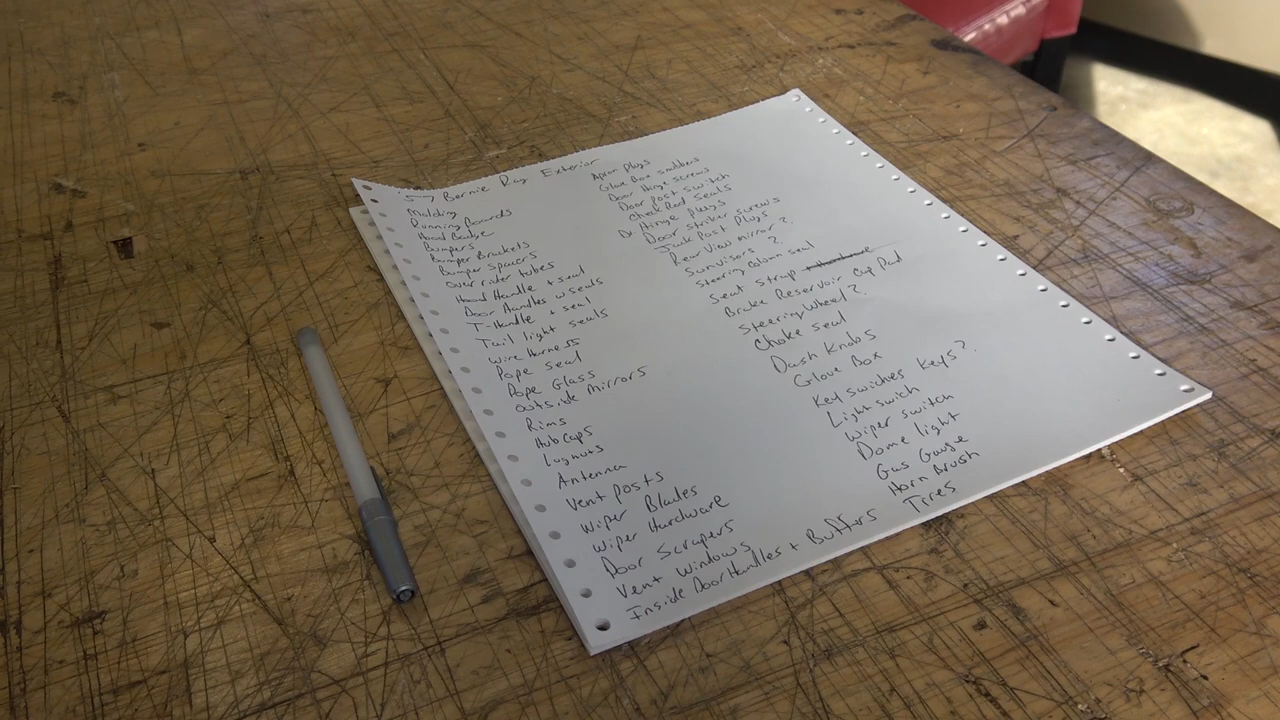 57 Bernie Ray Exterior
Molding
Running Boards
Hood Badge
Bumpers
Bumper Brackets
Bumper Spacers
Over rider tubes
Hood Handle + seal
Door Handles w seals
T-Handle + seal
Tail light seals
Wire Harness
Pope seal
Pope Glass
outside Mirrors
Rims
Hub Caps
Lugnuts
Antenna
Vent Posts
Wiper Blades
Wiper Hardware
Door Scrapers
Vent Windows
Inside Door Handles + Buffers
Apron Plugs
Glove Box
Door Hinge screws
Door Post switch
Check Rod Seals
Dr. Hinge plugs
Door striker screws
Jack Post Plugs
Rear View Mirror ?
Sunvisors ?
Steering Column seal
Seat Strap
Brake Reservoir Cap Pad
Steering Wheel ?
Choke seal
Dash Knobs
Glove Box
Key swiches Keys?
Light swich
Wiper switch
Dome light
Gas Gauge
Horn Brush
Tires